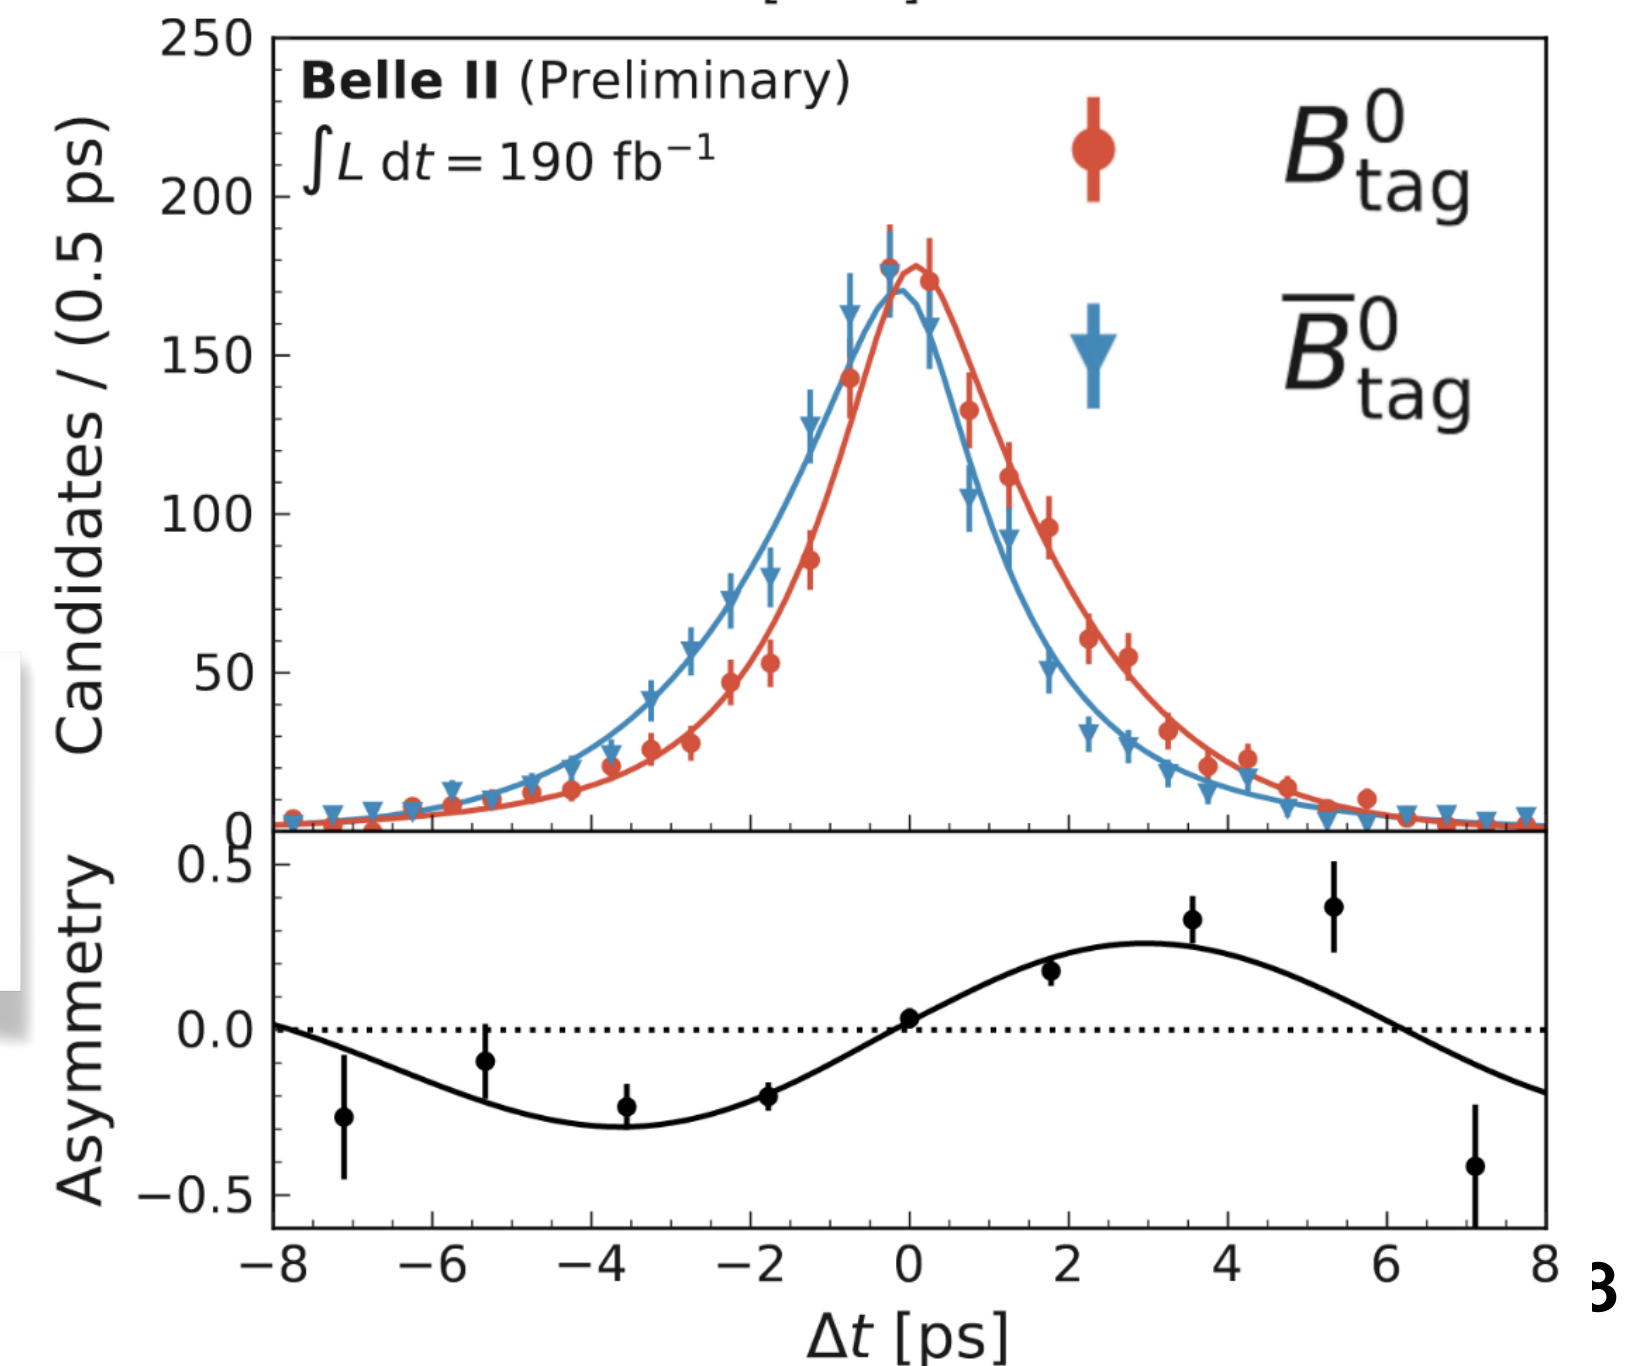 250
Belle II (Preliminary)
∫L dt = 190 fb⁻¹
B⁰tag
B̅⁰tag
200
150
100
50
0
Candidates / (0.5 ps)
0.5
0.0
−0.5
Asymmetry
−8 −6 −4 −2 0 2 4 6 8
Δt [ps]